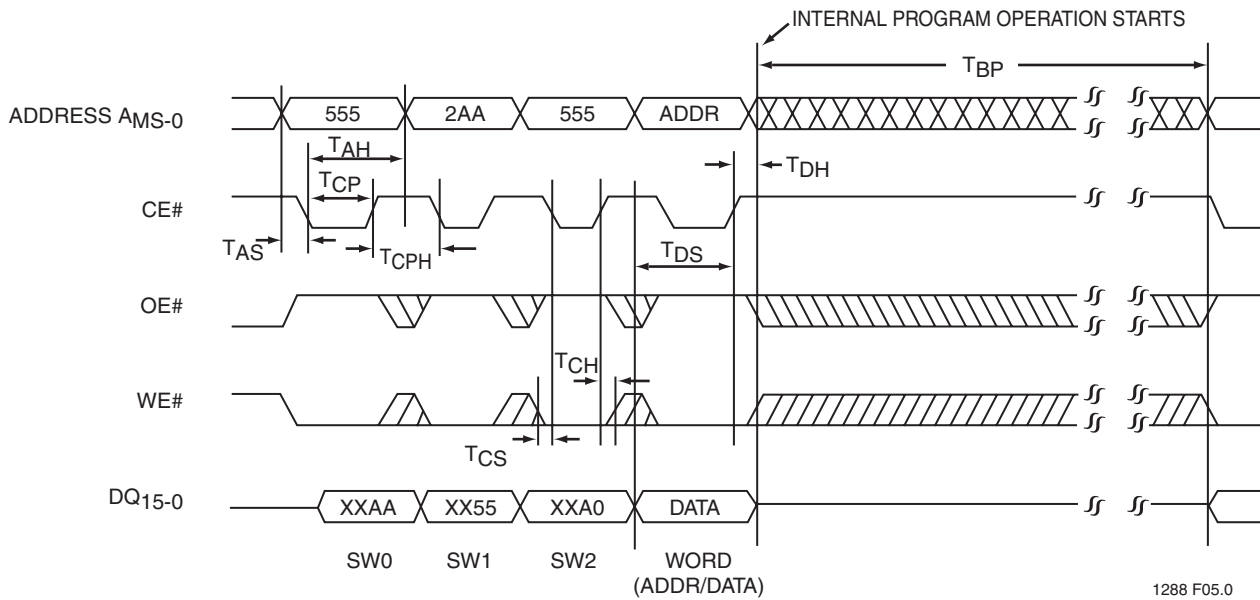 INTERNAL PROGRAM OPERATION STARTS
TBP
ADDRESS AMS-0
555
2AA
555
ADDR
TAH
TDH
TCP
CE#
TAS
TCPH
TDS
OE#
TCH
WE#
TCS
DQ15-0
XXAA
XX55
XXA0
DATA
SW0
SW1
SW2
WORD
(ADDR/DATA)
1288 F05.0